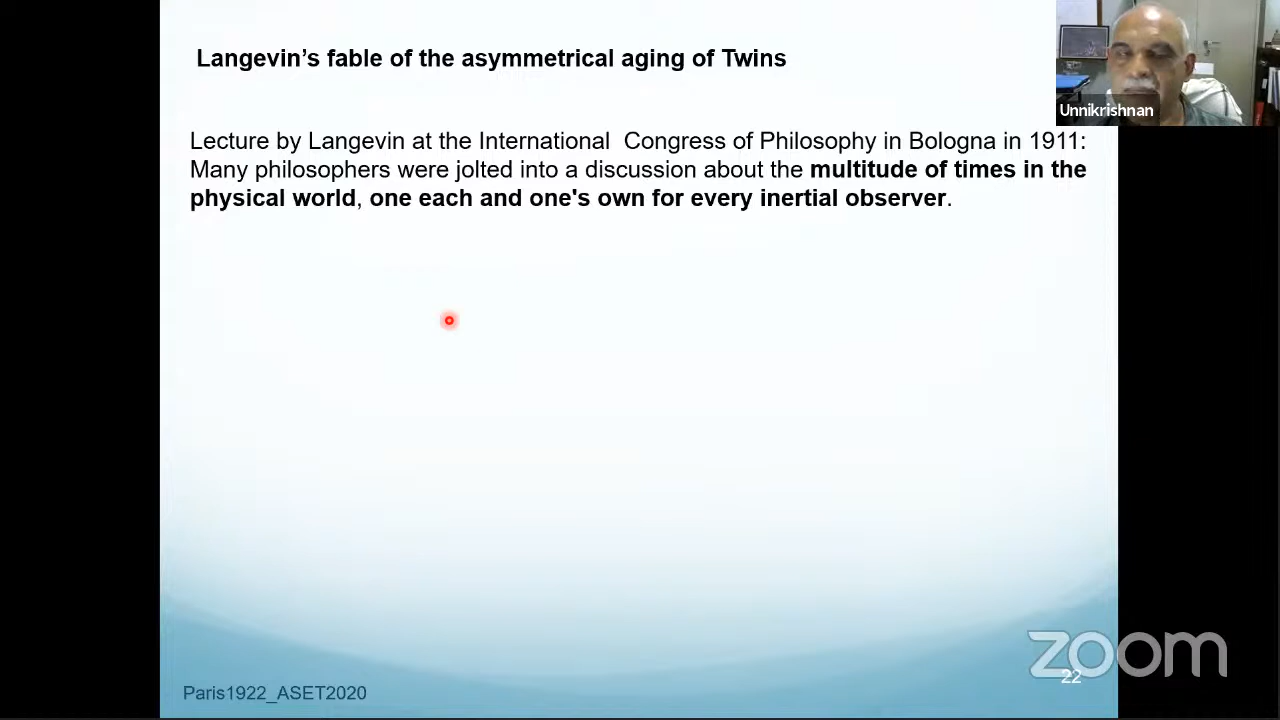 Langevin’s fable of the asymmetrical aging of Twins
Unnikrishnan
Lecture by Langevin at the International  Congress of Philosophy in Bologna in 1911:
Many philosophers were jolted into a discussion about the multitude of times in the
physical world, one each and one's own for every inertial observer.
zoom
22
Paris1922_ASET2020